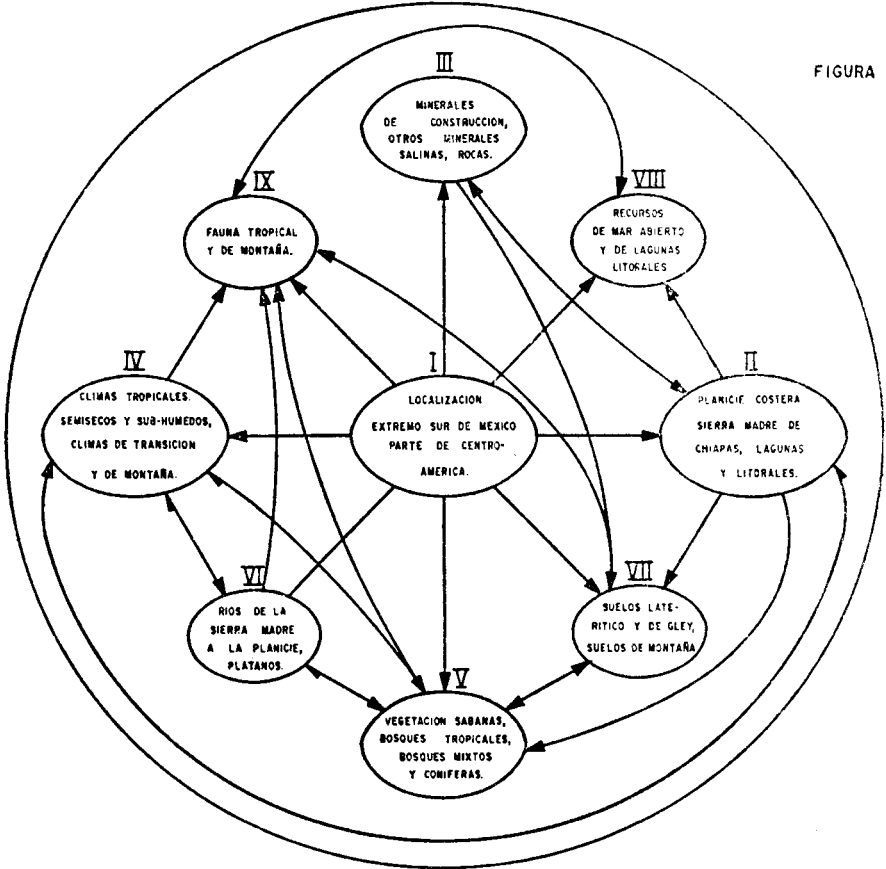 FIGURA
III
MINERALES
DE CONSTRUCCION,
OTROS MINERALES
SALINAS, ROCAS.
IX
FAUNA TROPICAL
Y DE MONTAÑA.
VIII
RECURSOS
DE MAR ABIERTO
Y DE LAGUNAS
LITORALES
IV
CLIMAS TROPICALES.
SEMISECOS Y SUB-HUMEDOS,
CLIMAS DE TRANSICION
Y DE MONTAÑA.
I
LOCALIZACION
EXTREMO SUR DE MEXICO
PARTE DE CENTRO-
AMERICA.
II
PLANICIE COSTERA
SIERRA MADRE DE
CHIAPAS, LAGUNAS
Y LITORALES.
VI
RIOS DE LA
SIERRA MADRE
A LA PLANICIE,
PLATANOS.
VII
SUELOS LATE-
RITICO Y DE GLEY,
SUELOS DE MONTAÑA
V
VEGETACION SABANAS,
BOSQUES TROPICALES,
BOSQUES MIXTOS
Y CONIFERAS.